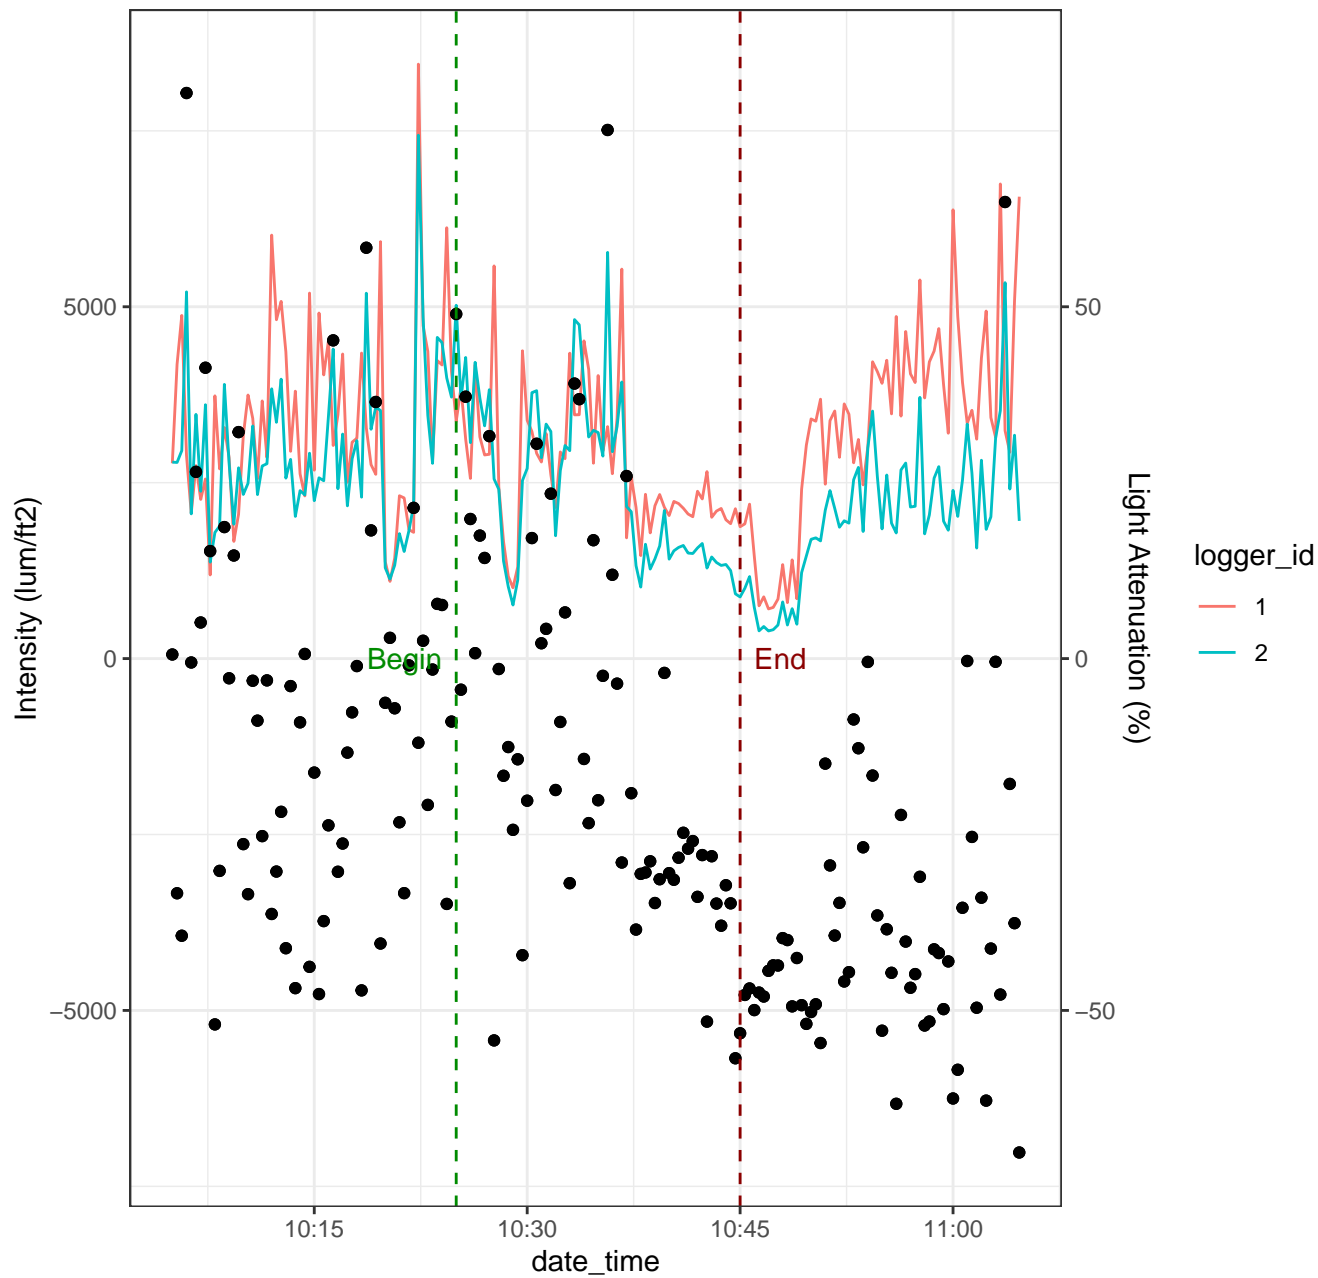 Intensity (lum/ft2)
5000
0
−5000
Begin
End
50
0
−50
Light Attenuation (%)
10:15
10:30
10:45
11:00
date_time
logger_id
1
2